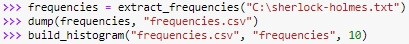 >>> frequencies = extract_frequencies("C:\sherlock-holmes.txt")
>>> dump(frequencies, "frequencies.csv")
>>> build_histogram("frequencies.csv", "frequencies", 10)